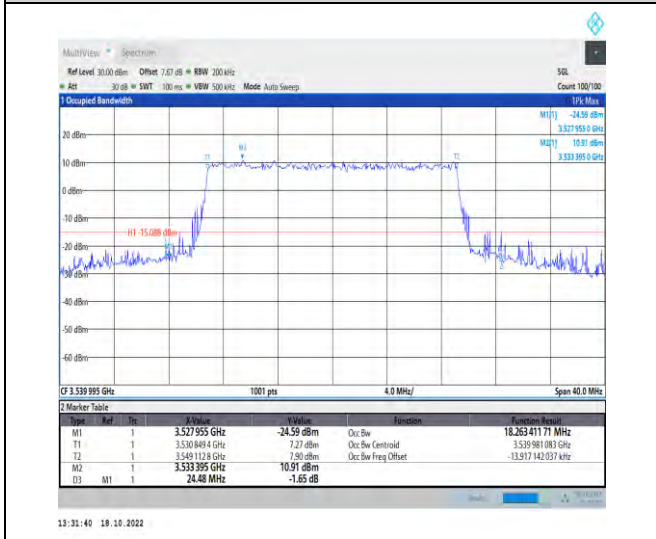 MultiView Spectrum
Ref Level 30.00 dBm Offset 7.67 dB RBW 200 kHz SGL
Att 30 dB SWT 100 ms VBW 500 kHz Mode Auto Sweep Count 100/100
1 Occupied Bandwidth 1Pk Max
M1[1] -24.59 dBm
3.527 955 0 GHz
M2[1] 10.91 dBm
3.533 395 0 GHz
20 dBm
M2
T1 T2
10 dBm
0 dBm
-10 dBm
H1 -15.088 dBm
-20 dBm
-30 dBm
-40 dBm
-50 dBm
-60 dBm
CF 3.539 995 GHz 1001 pts 4.0 MHz/ Span 40.0 MHz
2 Marker Table
Type Ref Trc X-Value Y-Value Function Function Result
M1 1 3.527 955 GHz -24.59 dBm Occ Bw 18.263 411 71 MHz
T1 1 3.530 849 4 GHz 7.27 dBm Occ Bw Centroid 3.539 981 083 GHz
T2 1 3.549 112 8 GHz 7.90 dBm Occ Bw Freq Offset -13.917 142 037 kHz
M2 1 3.533 395 GHz 10.91 dBm
D3 M1 1 24.48 MHz -1.65 dB
13:31:40 18.10.2022